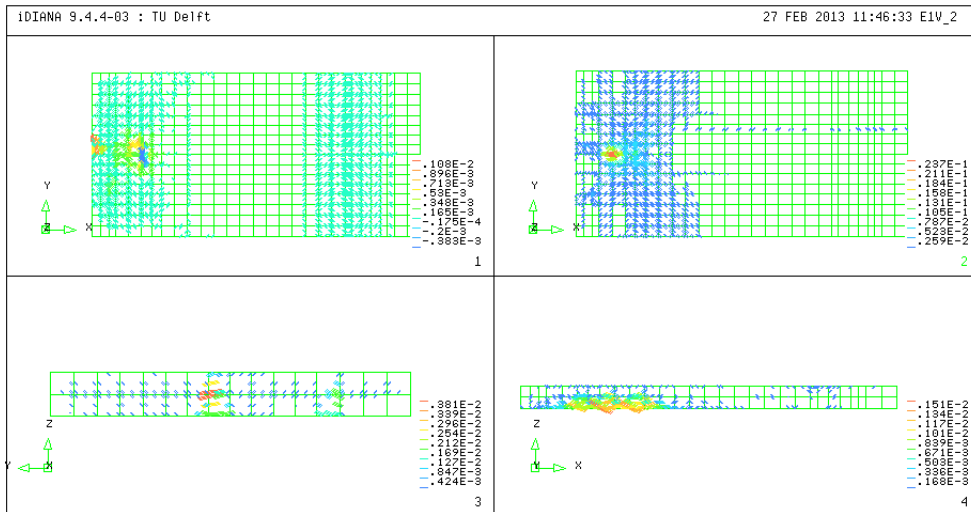 iDIANA 9.4.4-03 : TU Delft 27 FEB 2013 11:46:33 E1V_2
Y
Z X
.108E-2
.896E-3
.713E-3
.53E-3
.348E-3
.165E-3
-.175E-4
-.2E-3
-.383E-3
1
Y
Z X
.237E-1
.211E-1
.184E-1
.158E-1
.131E-1
.105E-1
.787E-2
.523E-2
.259E-2
2
Z
Y X
.381E-2
.339E-2
.296E-2
.254E-2
.212E-2
.169E-2
.127E-2
.847E-3
.424E-3
3
Z
Y X
.151E-2
.134E-2
.117E-2
.101E-2
.839E-3
.671E-3
.503E-3
.336E-3
.168E-3
4